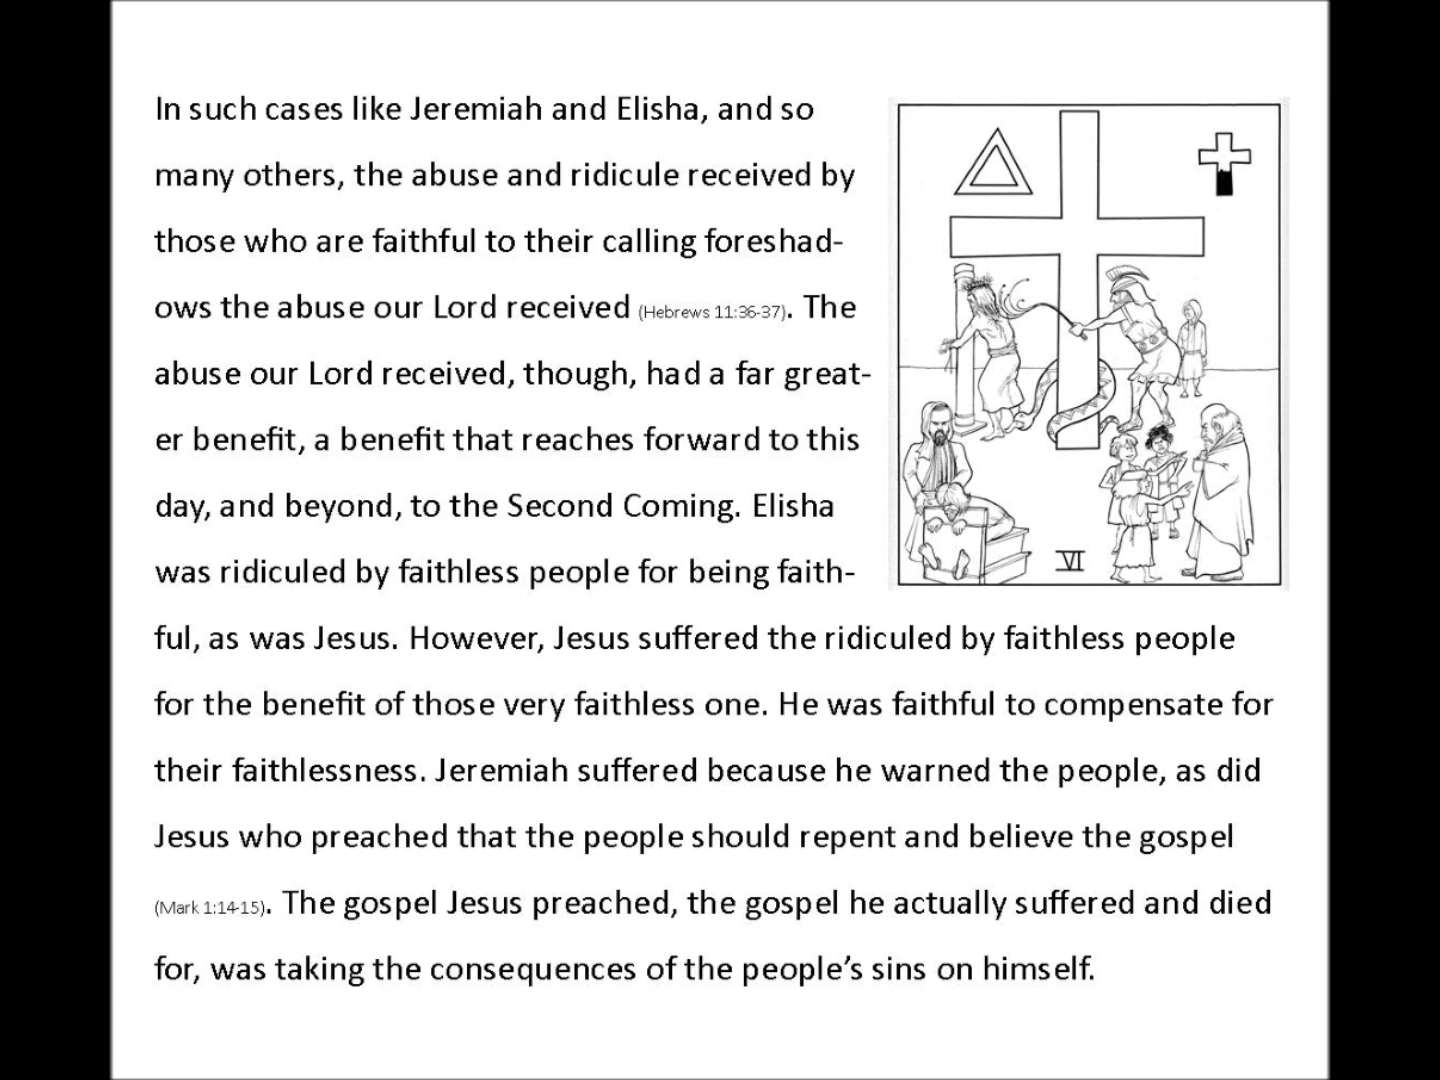 In such cases like Jeremiah and Elisha, and so
many others, the abuse and ridicule received by
those who are faithful to their calling foreshad-
ows the abuse our Lord received (Hebrews 11:36-37). The
abuse our Lord received, though, had a far great-
er benefit, a benefit that reaches forward to this
day, and beyond, to the Second Coming. Elisha
was ridiculed by faithless people for being faith-
ful, as was Jesus. However, Jesus suffered the ridiculed by faithless people
for the benefit of those very faithless one. He was faithful to compensate for
their faithlessness. Jeremiah suffered because he warned the people, as did
Jesus who preached that the people should repent and believe the gospel
(Mark 1:14-15). The gospel Jesus preached, the gospel he actually suffered and died
for, was taking the consequences of the people’s sins on himself.
VI